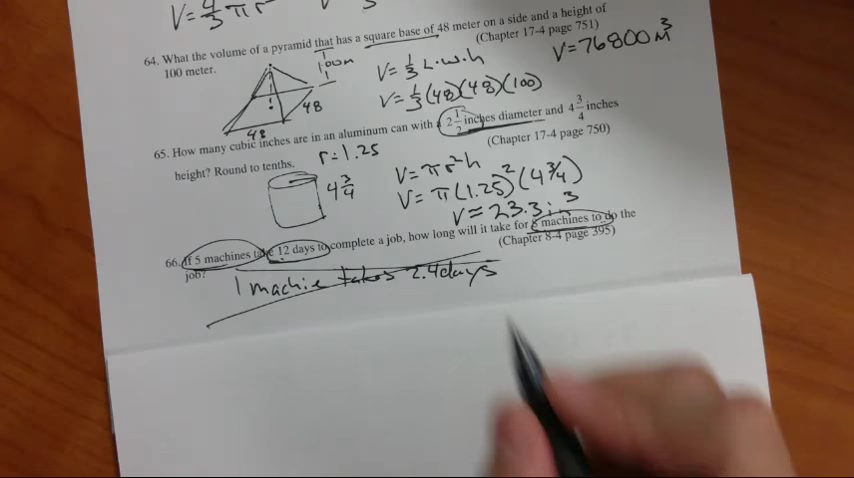 V = 4/3 π r
V
3
64. What the volume of a pyramid that has a square base of 48 meter on a side and a height of
100 meter.
(Chapter 17-4 page 751)
100m
48
48
V = 1/3 L·w·h
V = 1/3 (48)(48)(100)
V = 76800 m³
65. How many cubic inches are in an aluminum can with a 2 1/2 inches diameter and 4 3/4 inches
height? Round to tenths.
(Chapter 17-4 page 750)
r = 1.25
4 3/4
V = π r² h
V = π (1.25)² (4 3/4)
V ≈ 23.3 in³
66. If 5 machines take 12 days to complete a job, how long will it take for 8 machines to do the
job?
(Chapter 8-4 page 395)
1 machie takes 2.4 days